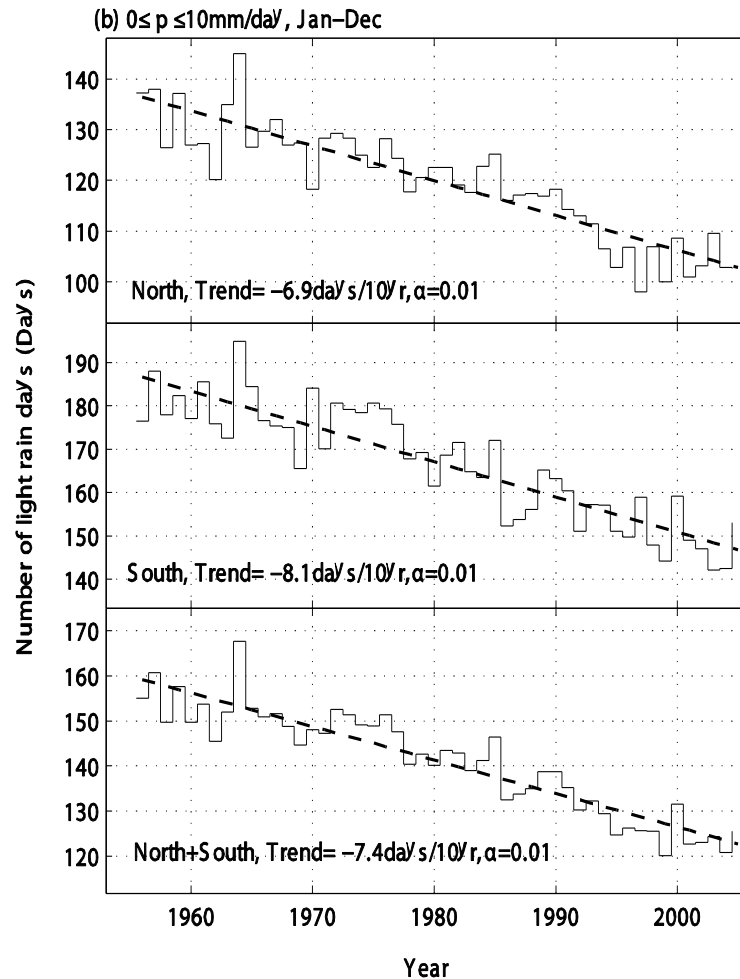 (b) 0≤ p ≤10mm/day, Jan–Dec
Number of light rain days (Days)
140
130
120
110
100
North, Trend= −6.9days/10yr,α=0.01
190
180
170
160
150
140
South, Trend= −8.1days/10yr,α=0.01
170
160
150
140
130
120
North+South, Trend= −7.4days/10yr,α=0.01
1960 1970 1980 1990 2000
Year